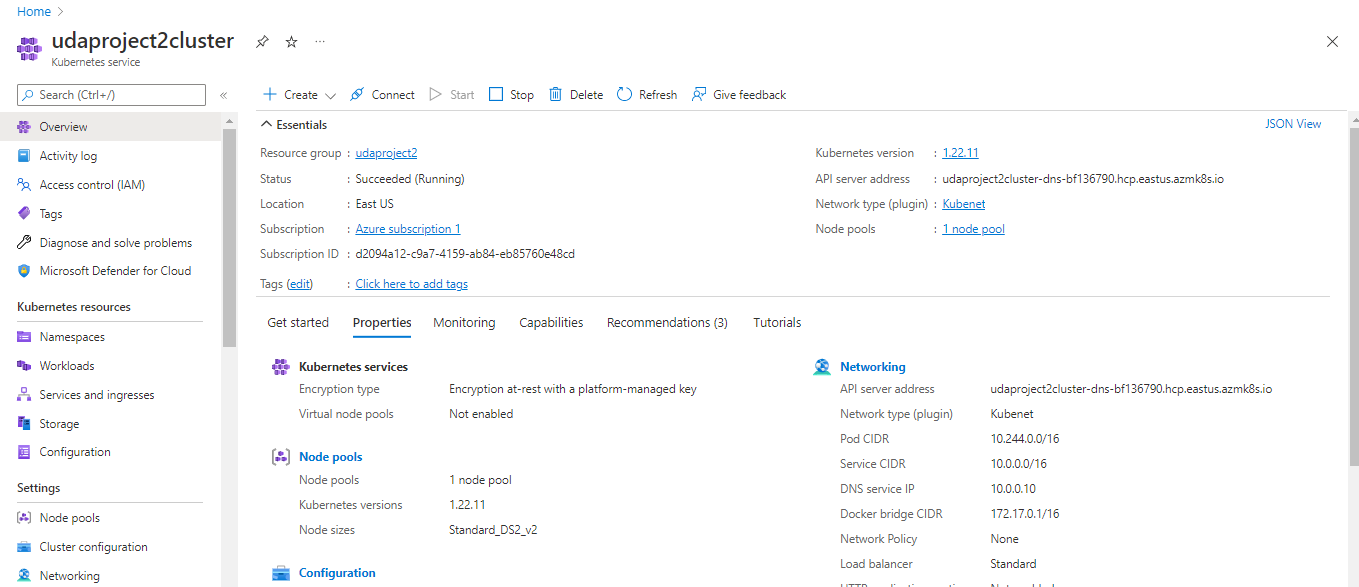 Home
udaproject2cluster
Kubernetes service
Search (Ctrl+/)
Overview
Activity log
Access control (IAM)
Tags
Diagnose and solve problems
Microsoft Defender for Cloud
Kubernetes resources
Namespaces
Workloads
Services and ingresses
Storage
Configuration
Settings
Node pools
Cluster configuration
Networking
Create Connect Start Stop Delete Refresh Give feedback
Essentials
JSON View
Resource group : udaproject2
Status : Succeeded (Running)
Location : East US
Subscription : Azure subscription 1
Subscription ID : d2094a12-c9a7-4159-ab84-eb85760e48cd
Tags (edit) : Click here to add tags
Kubernetes version : 1.22.11
API server address : udaproject2cluster-dns-bf136790.hcp.eastus.azmk8s.io
Network type (plugin) : Kubenet
Node pools : 1 node pool
Get started Properties Monitoring Capabilities Recommendations (3) Tutorials
Kubernetes services
Encryption type Encryption at-rest with a platform-managed key
Virtual node pools Not enabled
Node pools
Node pools 1 node pool
Kubernetes versions 1.22.11
Node sizes Standard_DS2_v2
Configuration
Networking
API server address udaproject2cluster-dns-bf136790.hcp.eastus.azmk8s.io
Network type (plugin) Kubenet
Pod CIDR 10.244.0.0/16
Service CIDR 10.0.0.0/16
DNS service IP 10.0.0.10
Docker bridge CIDR 172.17.0.1/16
Network Policy None
Load balancer Standard